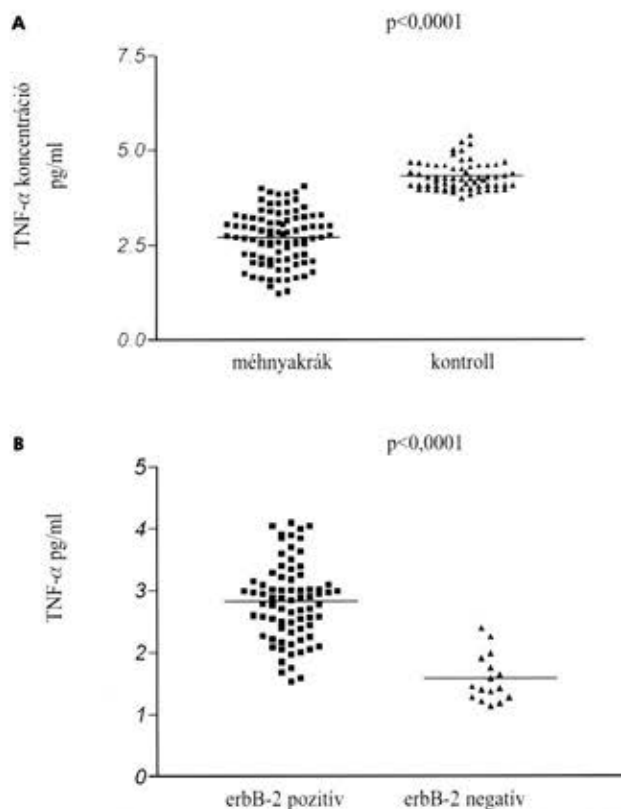 A
p<0,0001
TNF-α koncentráció
pg/ml
7.5
5.0
2.5
0.0
méhnyakrák
kontroll
B
p<0,0001
TNF-α pg/ml
5
4
3
2
1
0
erbB-2 pozitív
erbB-2 negatív